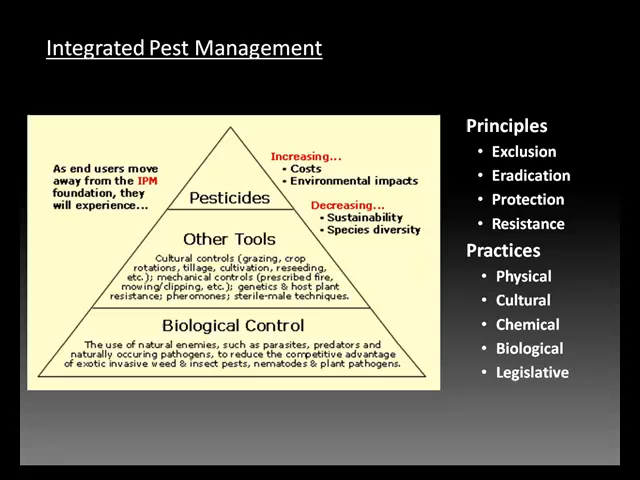 Integrated Pest Management
As end users move
away from the IPM
foundation, they
will experience...
Increasing...
• Costs
• Environmental impacts
Decreasing...
• Sustainability
• Species diversity
Pesticides
Other Tools
Cultural controls (grazing, crop
rotations, tillage, cultivation, reseeding,
etc.); mechanical controls (prescribed fire,
moving/clipping, etc.); genetics & host plant
resistance; pheromones; sterile-male techniques.
Biological Control
The use of natural enemies, such as parasites, predators and
naturally occuring pathogens, to reduce the competitive advantage
of exotic invasive weed & insect pests, nematodes & plant pathogens.
Principles
• Exclusion
• Eradication
• Protection
• Resistance
Practices
• Physical
• Cultural
• Chemical
• Biological
• Legislative